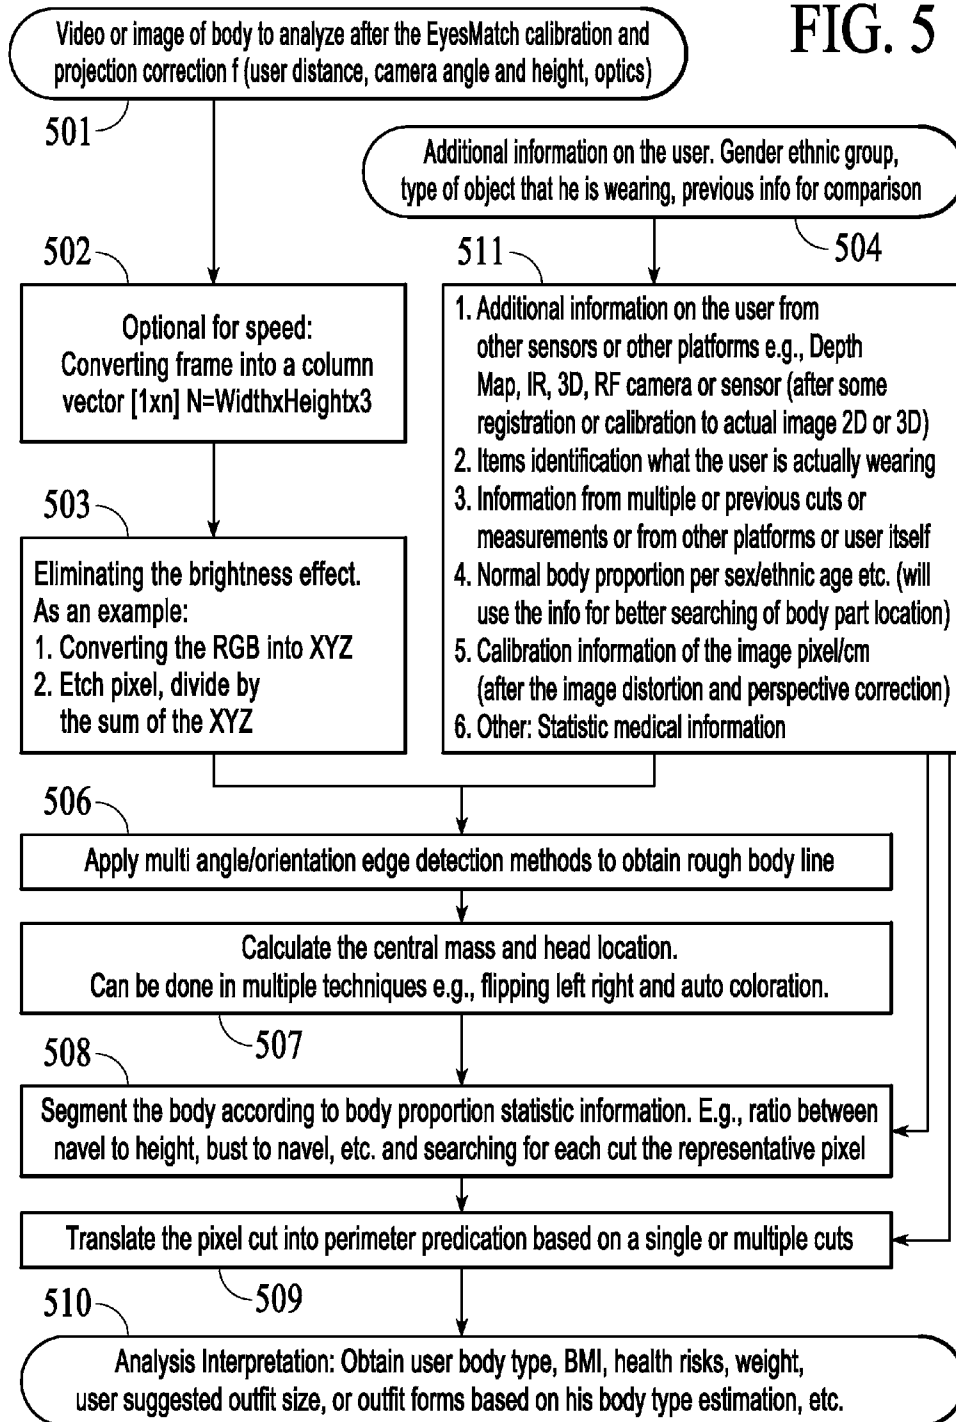 FIG. 5
Video or image of body to analyze after the EyesMatch calibration and
projection correction f (user distance, camera angle and height, optics)
501
Additional information on the user. Gender ethnic group,
type of object that he is wearing, previous info for comparison
504
502
Optional for speed:
Converting frame into a column
vector [1xn] N=WidthxHeightx3
511
1. Additional information on the user from
other sensors or other platforms e.g., Depth
Map, IR, 3D, RF camera or sensor (after some
registration or calibration to actual image 2D or 3D)
2. Items identification what the user is actually wearing
3. Information from multiple or previous cuts or
measurements or from other platforms or user itself
4. Normal body proportion per sex/ethnic age etc. (will
use the info for better searching of body part location)
5. Calibration information of the image pixel/cm
(after the image distortion and perspective correction)
6. Other: Statistic medical information
503
Eliminating the brightness effect.
As an example:
1. Converting the RGB into XYZ
2. Etch pixel, divide by
the sum of the XYZ
506
Apply multi angle/orientation edge detection methods to obtain rough body line
Calculate the central mass and head location.
Can be done in multiple techniques e.g., flipping left right and auto coloration.
507
508
Segment the body according to body proportion statistic information. E.g., ratio between
navel to height, bust to navel, etc. and searching for each cut the representative pixel
Translate the pixel cut into perimeter predication based on a single or multiple cuts
509
510
Analysis Interpretation: Obtain user body type, BMI, health risks, weight,
user suggested outfit size, or outfit forms based on his body type estimation, etc.